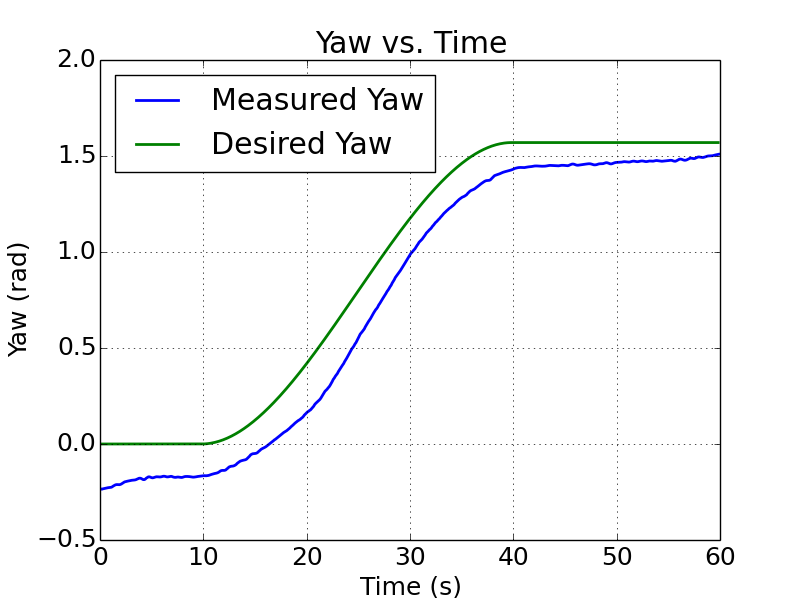 Yaw vs. Time
Measured Yaw
Desired Yaw
Yaw (rad)
2.0
1.5
1.0
0.5
0.0
−0.5
0 10 20 30 40 50 60
Time (s)